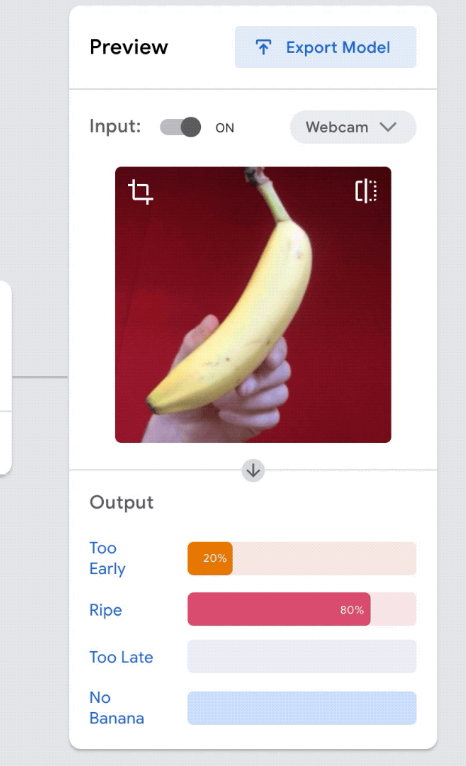 Preview
Export Model
Input:
ON
Webcam
Output
Too
Early
20%
Ripe
80%
Too Late
No
Banana